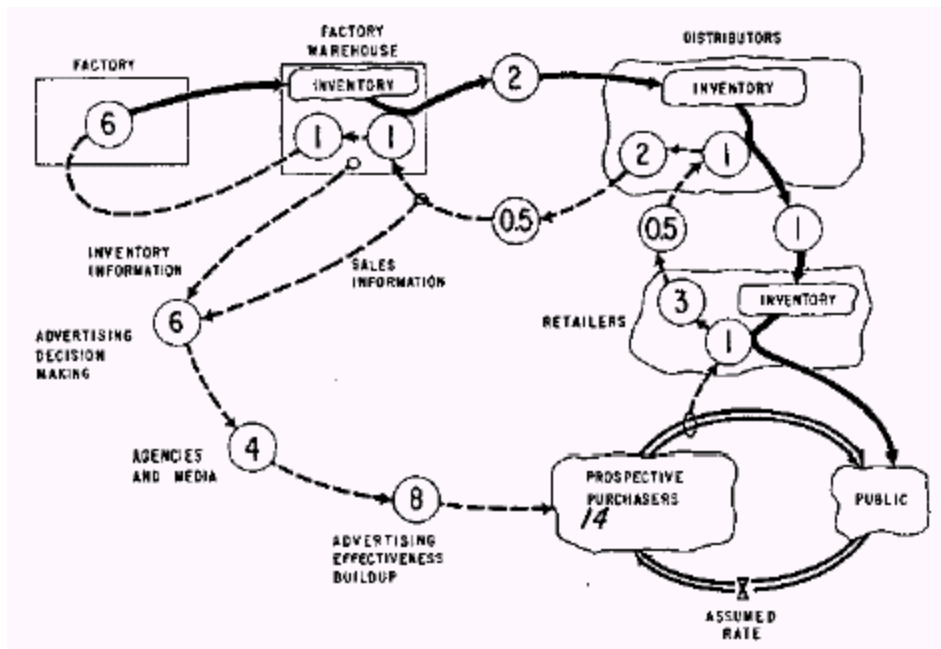 FACTORY
6
FACTORY
WAREHOUSE
INVENTORY
1
1
2
DISTRIBUTORS
INVENTORY
2
1
0.5
0.5
1
INVENTORY
INFORMATION
SALES
INFORMATION
RETAILERS
3
INVENTORY
1
6
ADVERTISING
DECISION
MAKING
4
AGENCIES
AND MEDIA
8
ADVERTISING
EFFECTIVENESS
BUILDUP
PROSPECTIVE
PURCHASERS
14
PUBLIC
ASSUMED
RATE